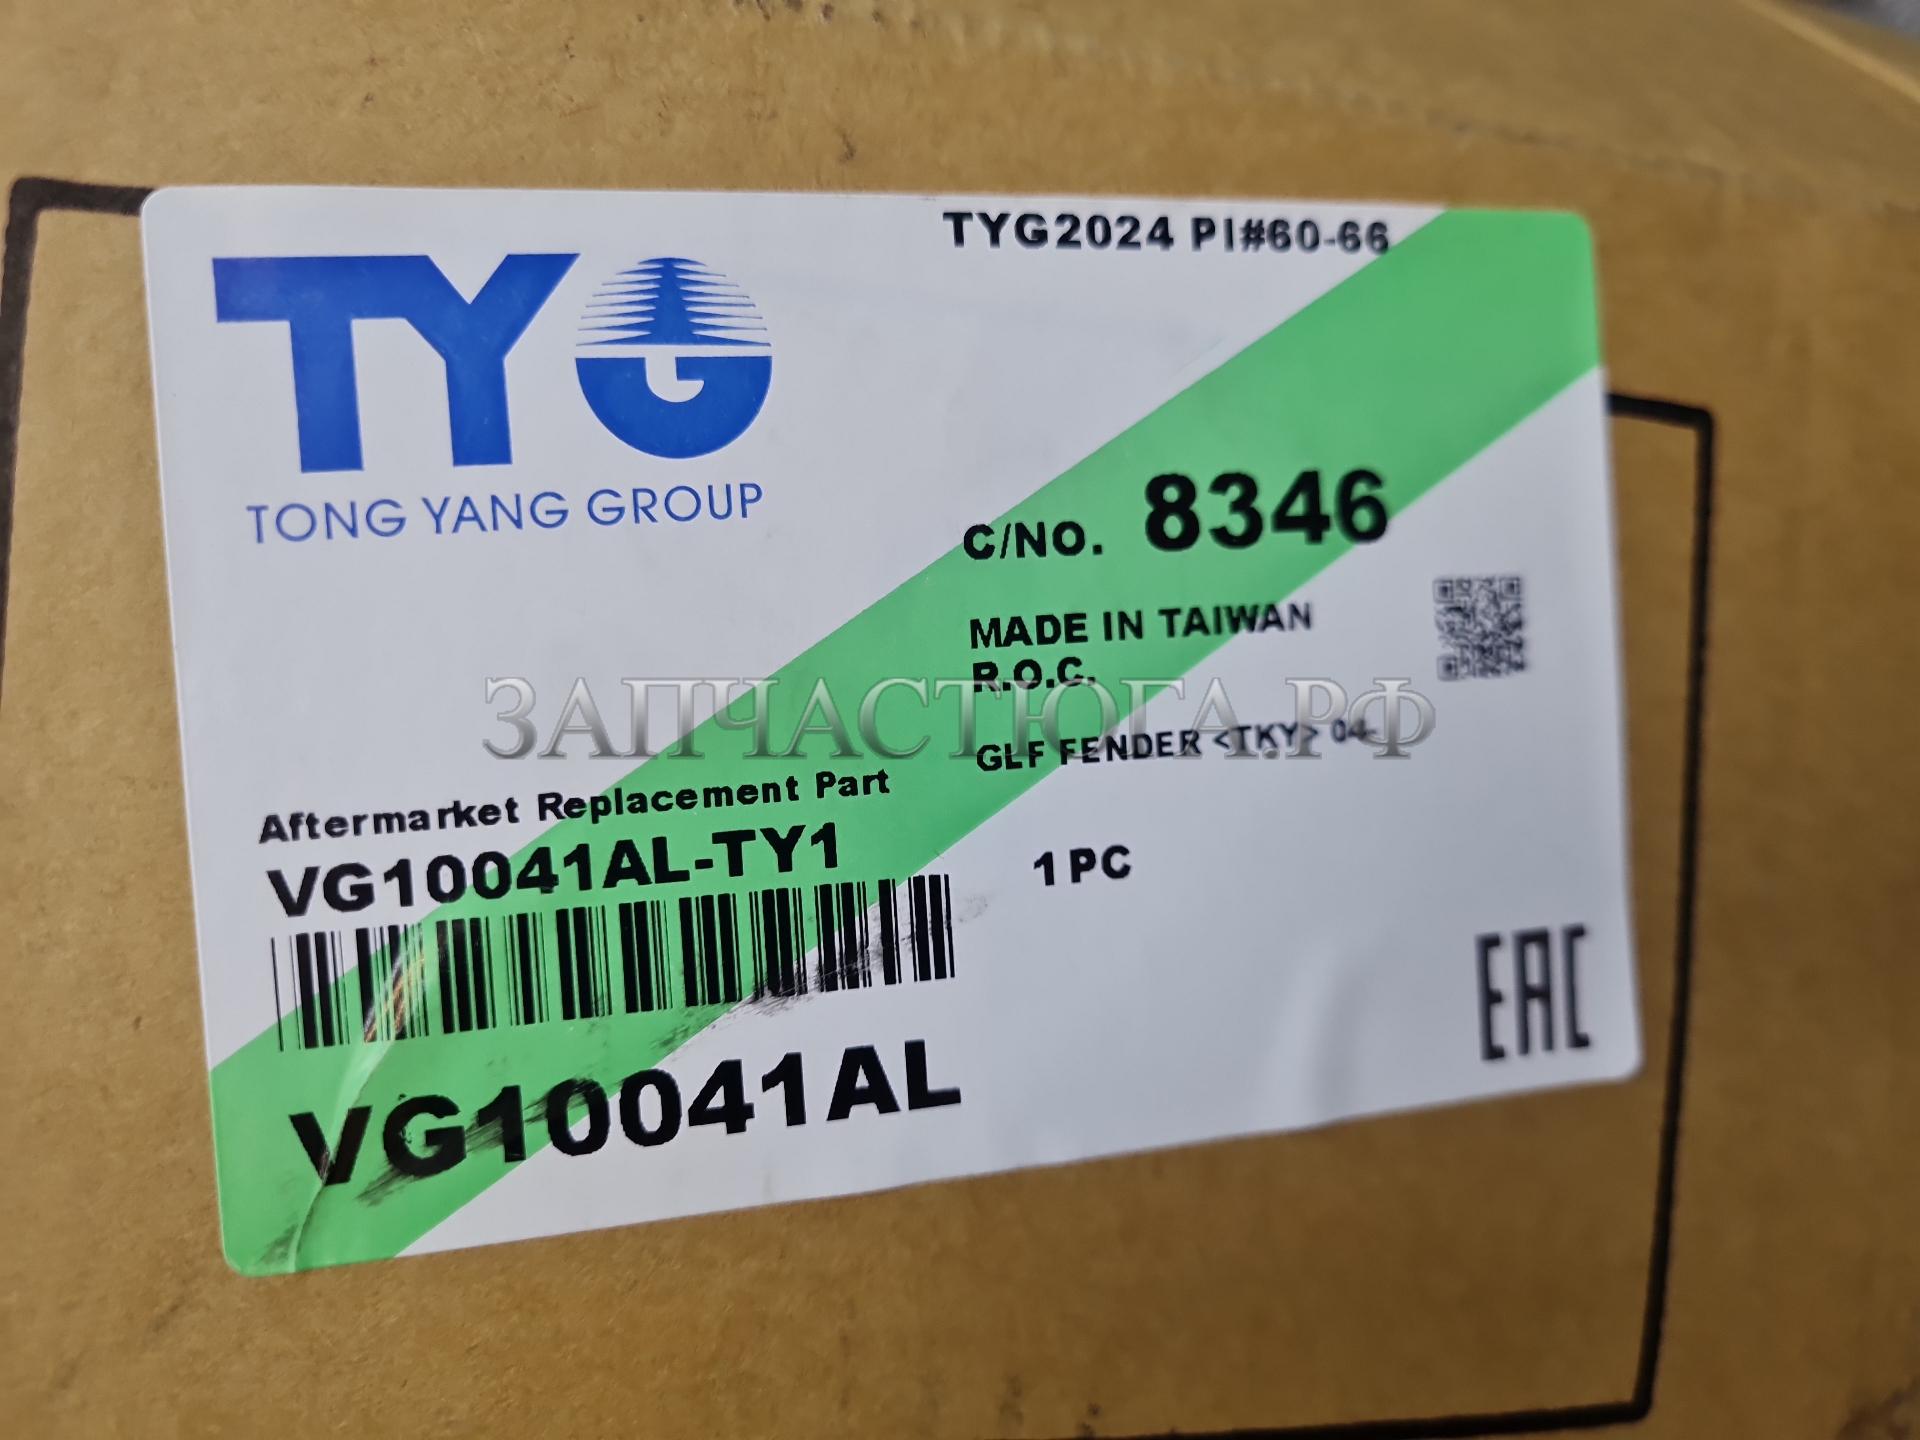 TYG2024 PI#60-66
TYG
TONG YANG GROUP
C/NO. 8346
MADE IN TAIWAN
R.O.C.
ЗАПЧАСТЮГА.РФ
GLF FENDER <TKY> 04-
Aftermarket Replacement Part
VG10041AL-TY1
1 PC
EAC
VG10041AL